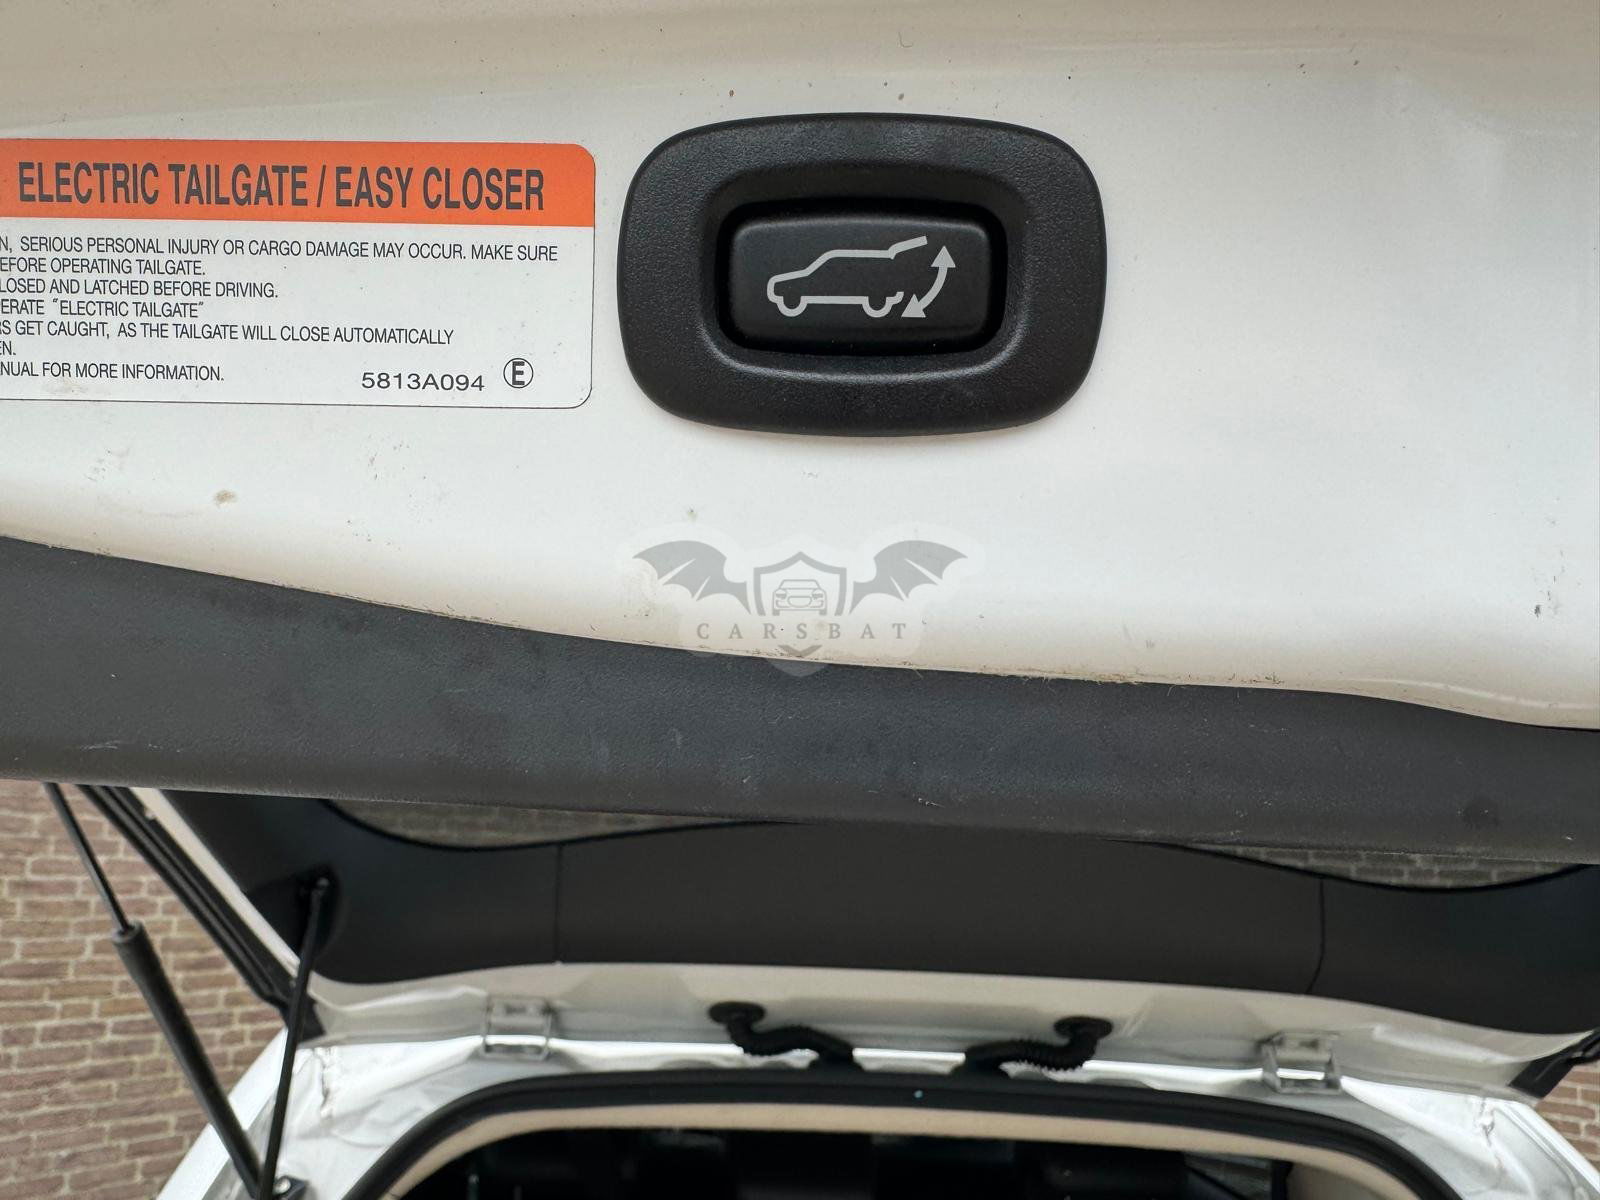 ELECTRIC TAILGATE / EASY CLOSER
N, SERIOUS PERSONAL INJURY OR CARGO DAMAGE MAY OCCUR. MAKE SURE
EFORE OPERATING TAILGATE.
LOSED AND LATCHED BEFORE DRIVING.
ERATE "ELECTRIC TAILGATE"
RS GET CAUGHT, AS THE TAILGATE WILL CLOSE AUTOMATICALLY
EN.
NUAL FOR MORE INFORMATION.
5813A094 E
CARSBAT